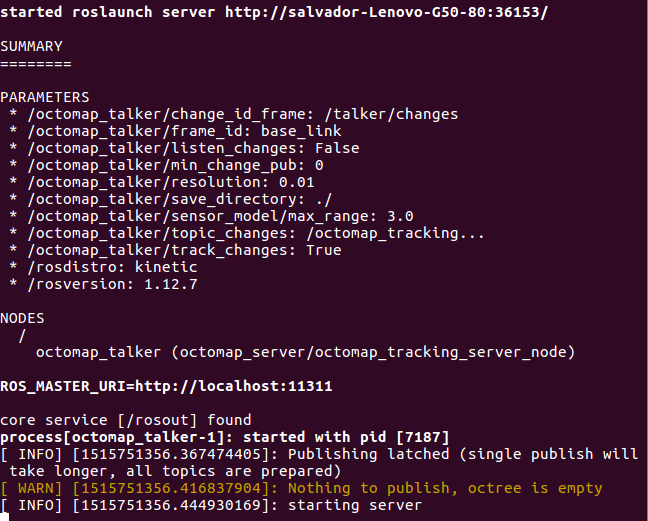 started roslaunch server http://salvador-Lenovo-G50-80:36153/
SUMMARY
========
PARAMETERS
 * /octomap_talker/change_id_frame: /talker/changes
 * /octomap_talker/frame_id: base_link
 * /octomap_talker/listen_changes: False
 * /octomap_talker/min_change_pub: 0
 * /octomap_talker/resolution: 0.01
 * /octomap_talker/save_directory: ./
 * /octomap_talker/sensor_model/max_range: 3.0
 * /octomap_talker/topic_changes: /octomap_tracking...
 * /octomap_talker/track_changes: True
 * /rosdistro: kinetic
 * /rosversion: 1.12.7
NODES
  /
    octomap_talker (octomap_server/octomap_tracking_server_node)
ROS_MASTER_URI=http://localhost:11311
core service [/rosout] found
process[octomap_talker-1]: started with pid [7187]
[ INFO] [1515751356.367474405]: Publishing latched (single publish will
 take longer, all topics are prepared)
[ WARN] [1515751356.416837904]: Nothing to publish, octree is empty
[ INFO] [1515751356.444930169]: starting server